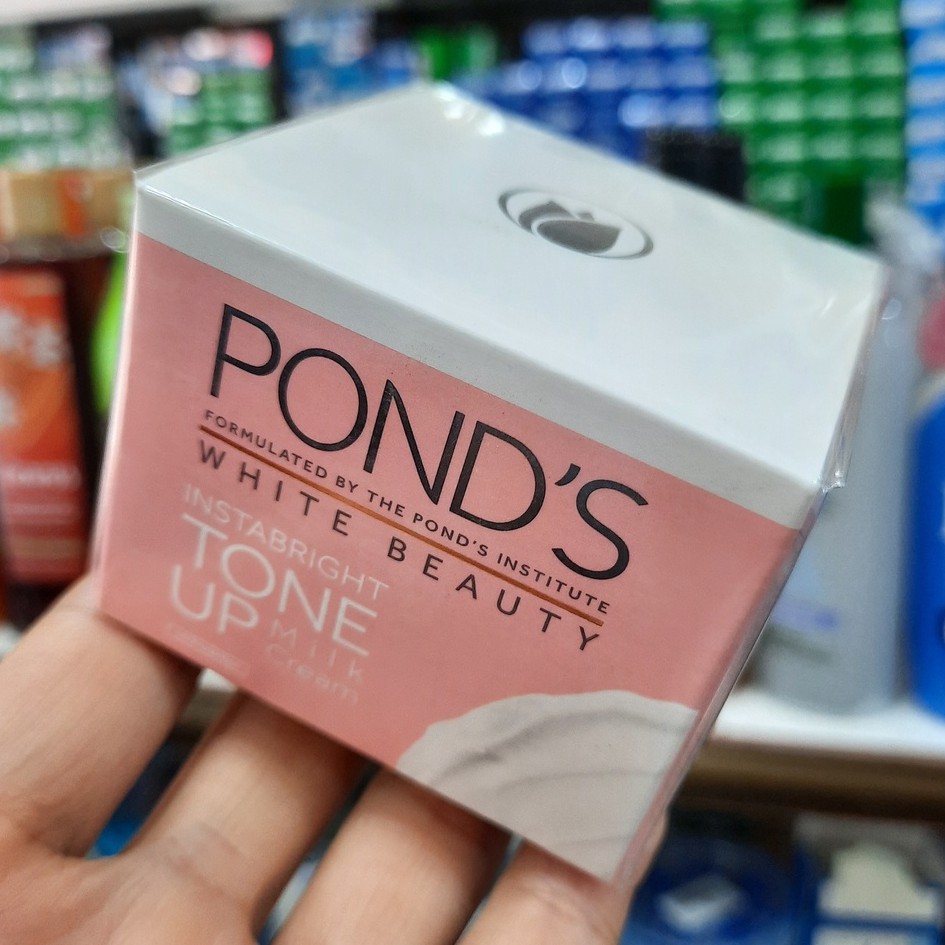 POND'S
FORMULATED BY THE POND'S INSTITUTE
WHITE BEAUTY
INSTABRIGHT
TONE
UP Milk
Cream